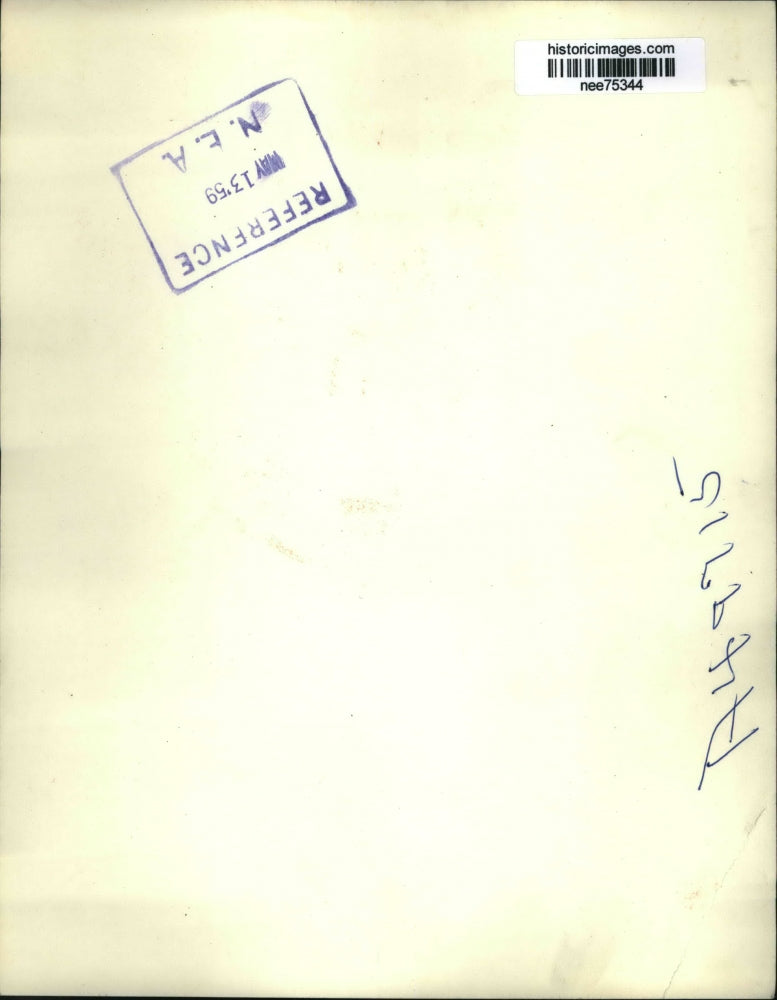 historicimages.com
nee75344
REFERENCE
MAY 13'59
N.E.A.